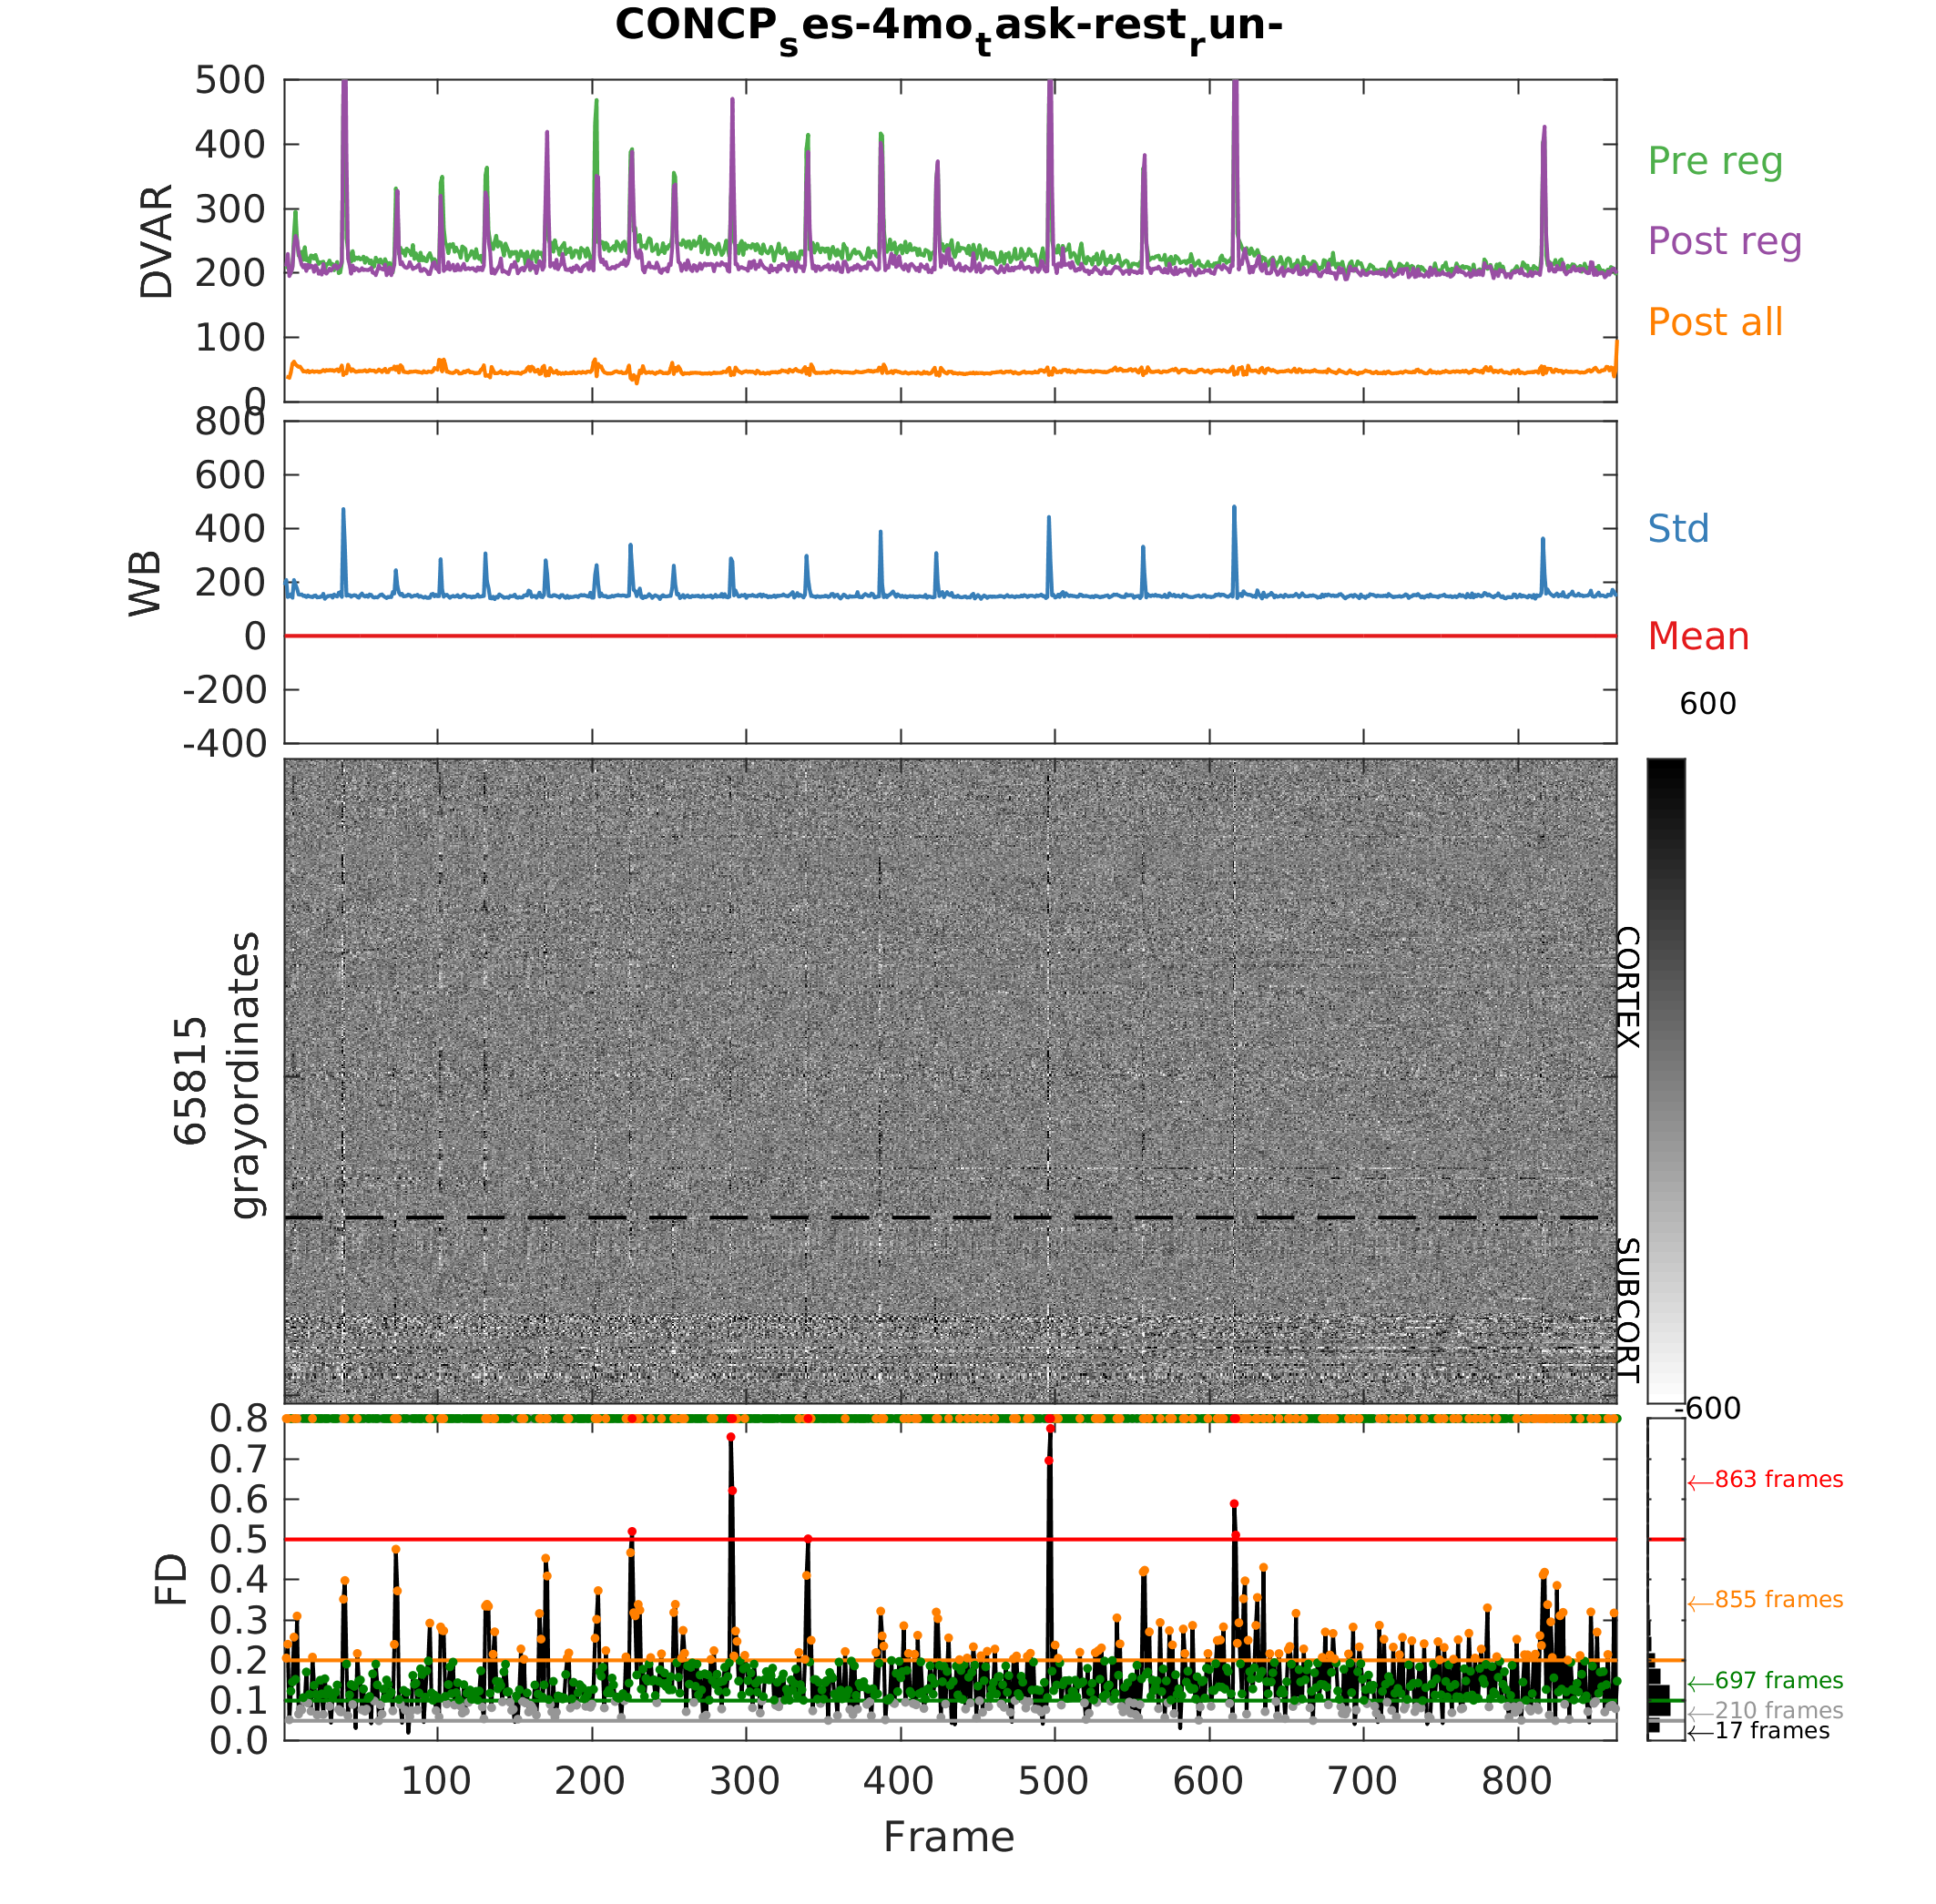 CONCPses-4motask-restrun-
500
400
300
200
100
0
DVAR
Pre reg
Post reg
Post all
800
600
400
200
0
-200
-400
WB
Std
Mean
600
65815
grayordinates
CORTEX
SUBCORT
-600
0.8
0.7
0.6
0.5
0.4
0.3
0.2
0.1
0.0
FD
←863 frames
←855 frames
←697 frames
←210 frames
←17 frames
100 200 300 400 500 600 700 800
Frame